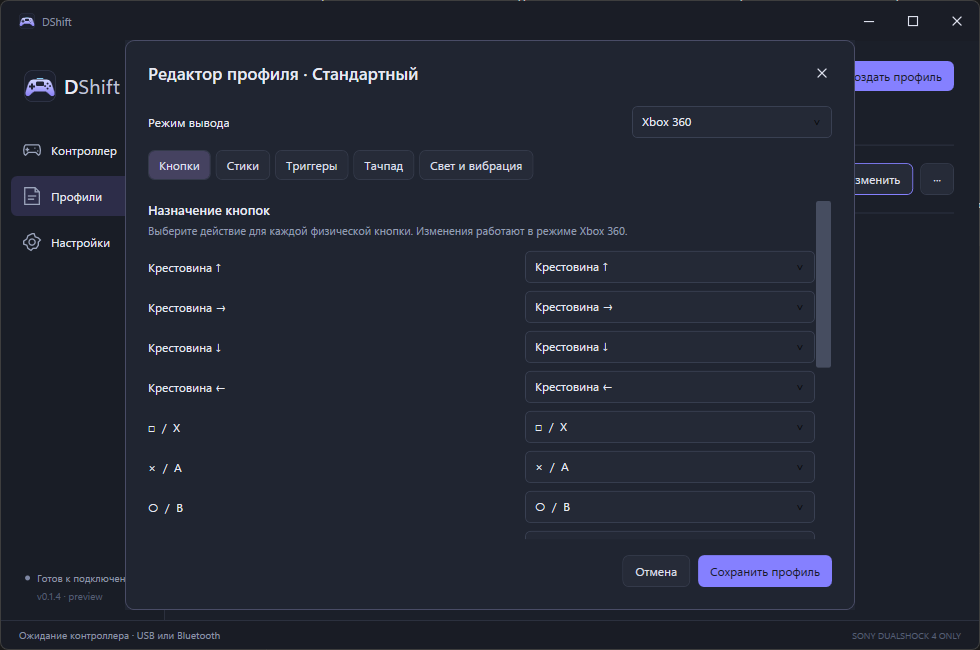 DShift
DShift
Контроллер
Профили
Настройки
Готов к
v0.1.4 · preview
Ожидание контроллера · USB или Bluetooth
SONY DUALSHOCK 4 ONLY
профиль
...
Редактор профиля · Стандартный
Режим вывода
Xbox 360
Кнопки
Стики
Триггеры
Тачпад
Свет и вибрация
Назначение кнопок
Выберите действие для каждой физической кнопки. Изменения работают в режиме Xbox 360.
Крестовина ↑
Крестовина ↑
Крестовина →
Крестовина →
Крестовина ↓
Крестовина ↓
Крестовина ←
Крестовина ←
□ / X
□ / X
× / A
× / A
○ / B
○ / B
Отмена
Сохранить профиль